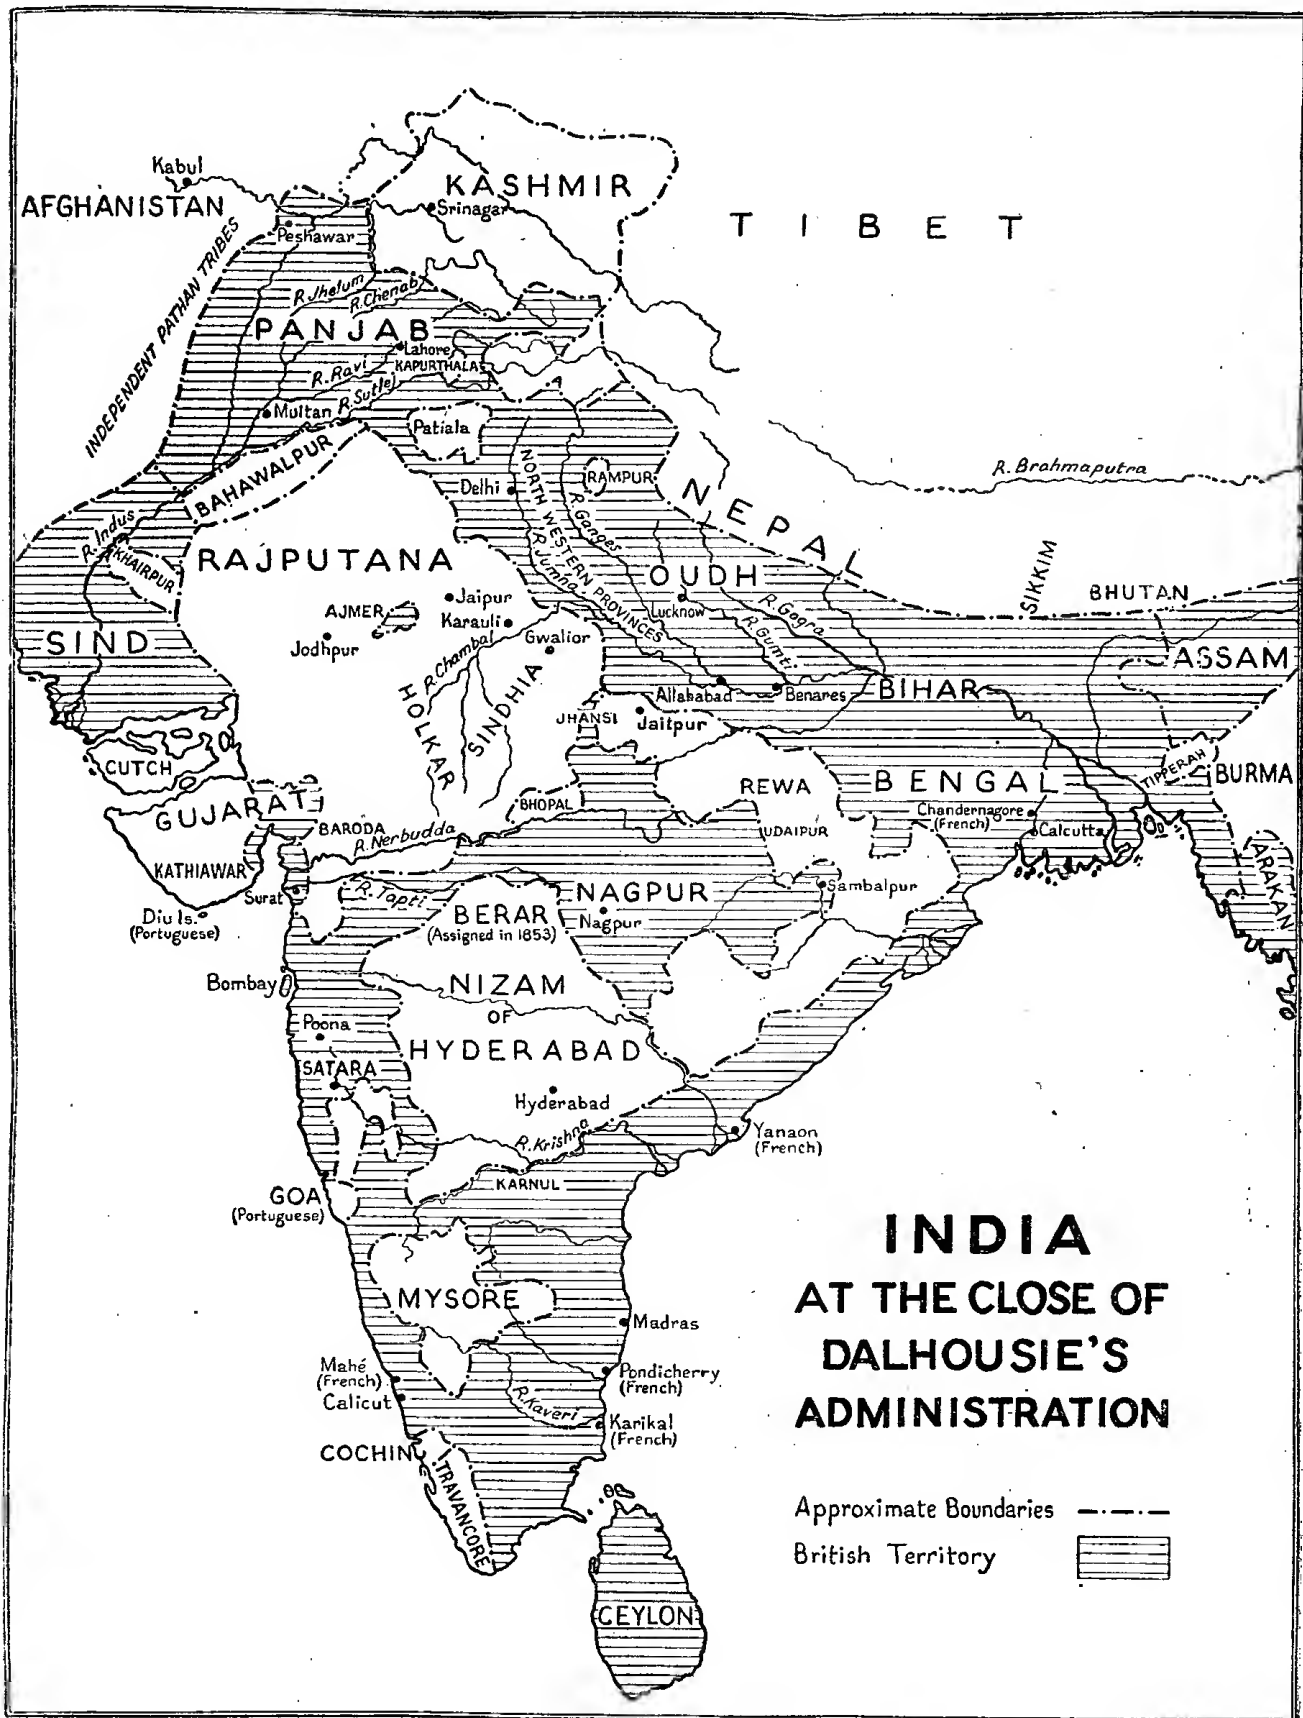 Kabul
AFGHANISTAN
KASHMIR
Srinagar
TIBET
Peshawar
INDEPENDENT PATHAN TRIBES
R. Jhelum
R. Chenab
PANJAB
Lahore
KAPURTHALA
R. Ravi
R. Sutlej
Multan
Patiala
BAHAWALPUR
Delhi
NORTH WESTERN PROVINCES
RAMPUR
R. Ganges
R. Jumna
NEPAL
R. Brahmaputra
R. Indus
KHAIRPUR
RAJPUTANA
OUDH
Lucknow
R. Gogra
R. Gumti
SIKKIM
BHUTAN
AJMER
Jaipur
Karauli
Jodhpur
R. Chambal
Gwalior
SIND
ASSAM
HOLKAR
SINDHIA
Allahabad
Benares
BIHAR
JHANSI
Jaitpur
CUTCH
TIPPERAH
BURMA
GUJARAT
BHOPAL
REWA
BENGAL
Chandernagore
(French)
Calcutta
BARODA
R. Nerbudda
UDAIPUR
KATHIAWAR
ARAKAN
Surat
R. Tapti
NAGPUR
Sambalpur
Diu Is.
(Portuguese)
BERAR
(Assigned in 1853)
Nagpur
Bombay
NIZAM
OF
HYDERABAD
Poona
SATARA
Hyderabad
R. Krishna
Yanaon
(French)
KARNUL
GOA
(Portuguese)
INDIA
AT THE CLOSE OF
DALHOUSIE'S
ADMINISTRATION
MYSORE
Madras
Mahé
(French)
Calicut
Pondicherry
(French)
R. Kaveri
Karikal
(French)
COCHIN
TRAVANCORE
Approximate Boundaries
British Territory
CEYLON